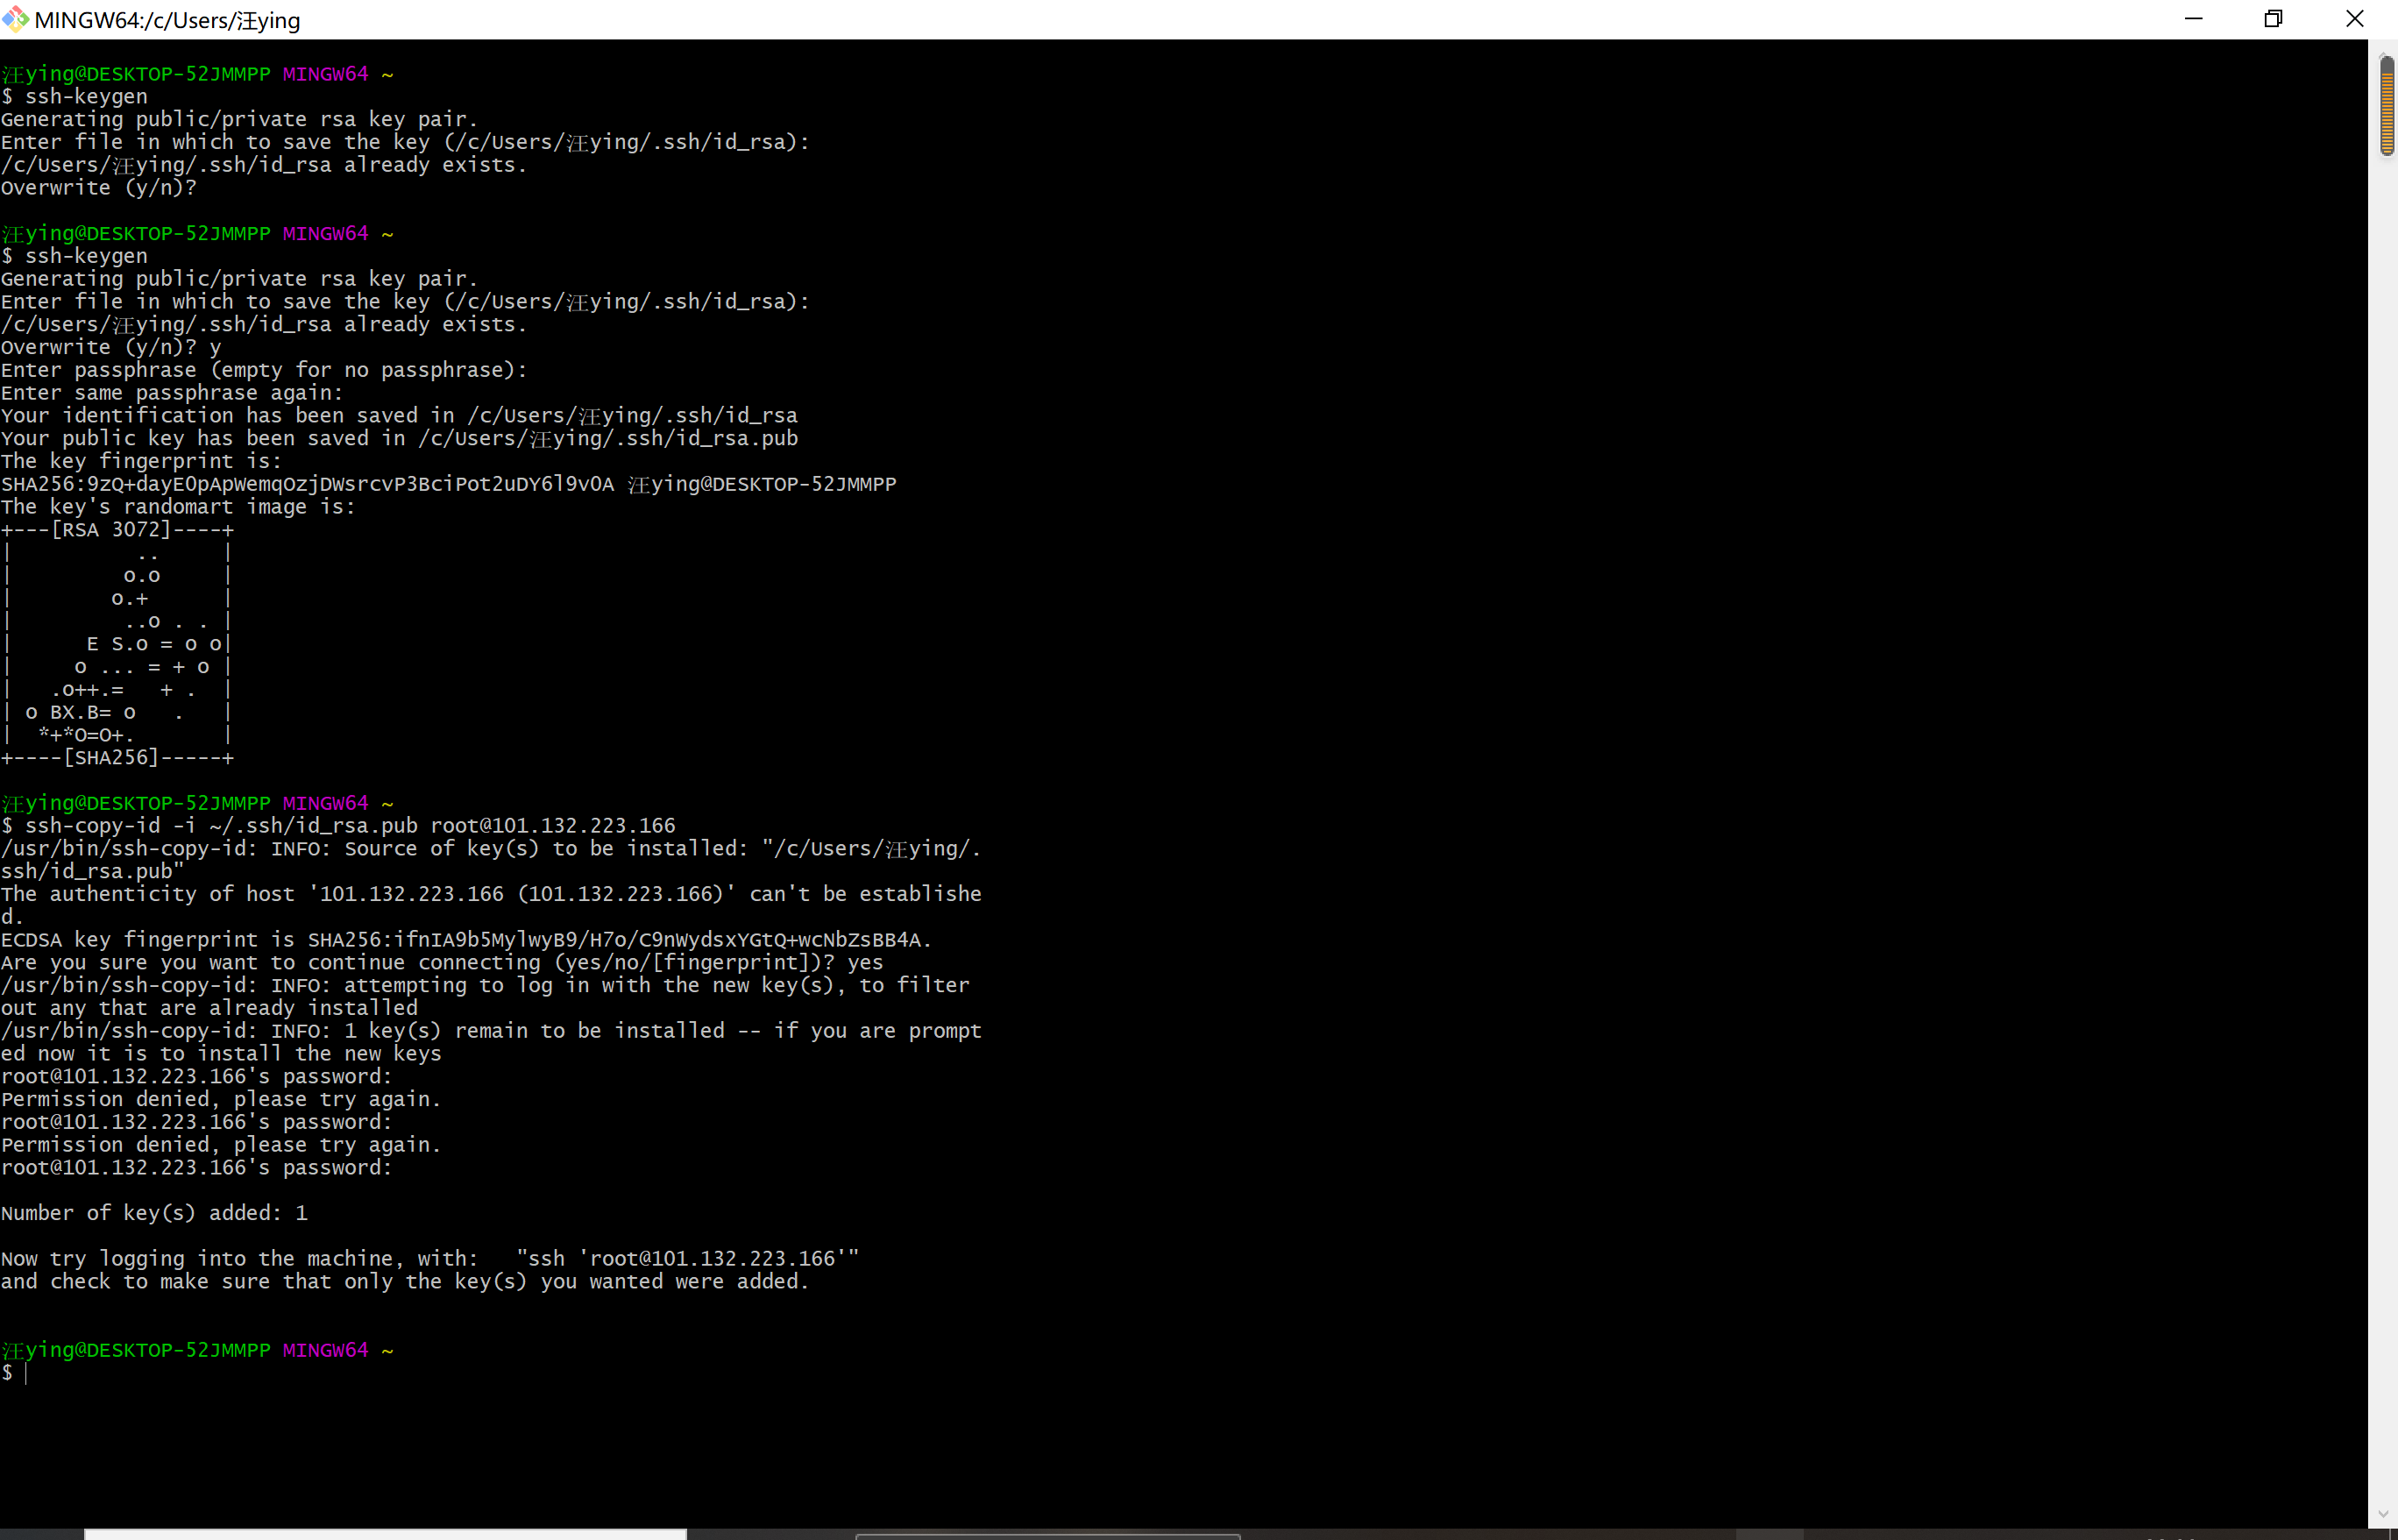 MINGW64:/c/Users/汪ying
汪ying@DESKTOP-52JMMPP MINGW64 ~
$ ssh-keygen
Generating public/private rsa key pair.
Enter file in which to save the key (/c/Users/汪ying/.ssh/id_rsa):
/c/Users/汪ying/.ssh/id_rsa already exists.
Overwrite (y/n)?
汪ying@DESKTOP-52JMMPP MINGW64 ~
$ ssh-keygen
Generating public/private rsa key pair.
Enter file in which to save the key (/c/Users/汪ying/.ssh/id_rsa):
/c/Users/汪ying/.ssh/id_rsa already exists.
Overwrite (y/n)? y
Enter passphrase (empty for no passphrase):
Enter same passphrase again:
Your identification has been saved in /c/Users/汪ying/.ssh/id_rsa
Your public key has been saved in /c/Users/汪ying/.ssh/id_rsa.pub
The key fingerprint is:
SHA256:9zQ+dayEOpApWemqOzjDWsrcvP3BciPot2uDY6l9vOA 汪ying@DESKTOP-52JMMPP
The key's randomart image is:
+---[RSA 3072]----+
|          ..     |
|         o.o     |
|        o.+      |
|         ..o . . |
|      E S.o = o o|
|     o ... = + o |
|   .o++.=   + .  |
| o BX.B= o   .   |
|  *+*O=O+.       |
+----[SHA256]-----+
汪ying@DESKTOP-52JMMPP MINGW64 ~
$ ssh-copy-id -i ~/.ssh/id_rsa.pub root@101.132.223.166
/usr/bin/ssh-copy-id: INFO: Source of key(s) to be installed: "/c/Users/汪ying/.
ssh/id_rsa.pub"
The authenticity of host '101.132.223.166 (101.132.223.166)' can't be establishe
d.
ECDSA key fingerprint is SHA256:ifnIA9b5MylwyB9/H7o/C9nWydsxYGtQ+wcNbZsBB4A.
Are you sure you want to continue connecting (yes/no/[fingerprint])? yes
/usr/bin/ssh-copy-id: INFO: attempting to log in with the new key(s), to filter
out any that are already installed
/usr/bin/ssh-copy-id: INFO: 1 key(s) remain to be installed -- if you are prompt
ed now it is to install the new keys
root@101.132.223.166's password:
Permission denied, please try again.
root@101.132.223.166's password:
Permission denied, please try again.
root@101.132.223.166's password:
Number of key(s) added: 1
Now try logging into the machine, with:   "ssh 'root@101.132.223.166'"
and check to make sure that only the key(s) you wanted were added.
汪ying@DESKTOP-52JMMPP MINGW64 ~
$